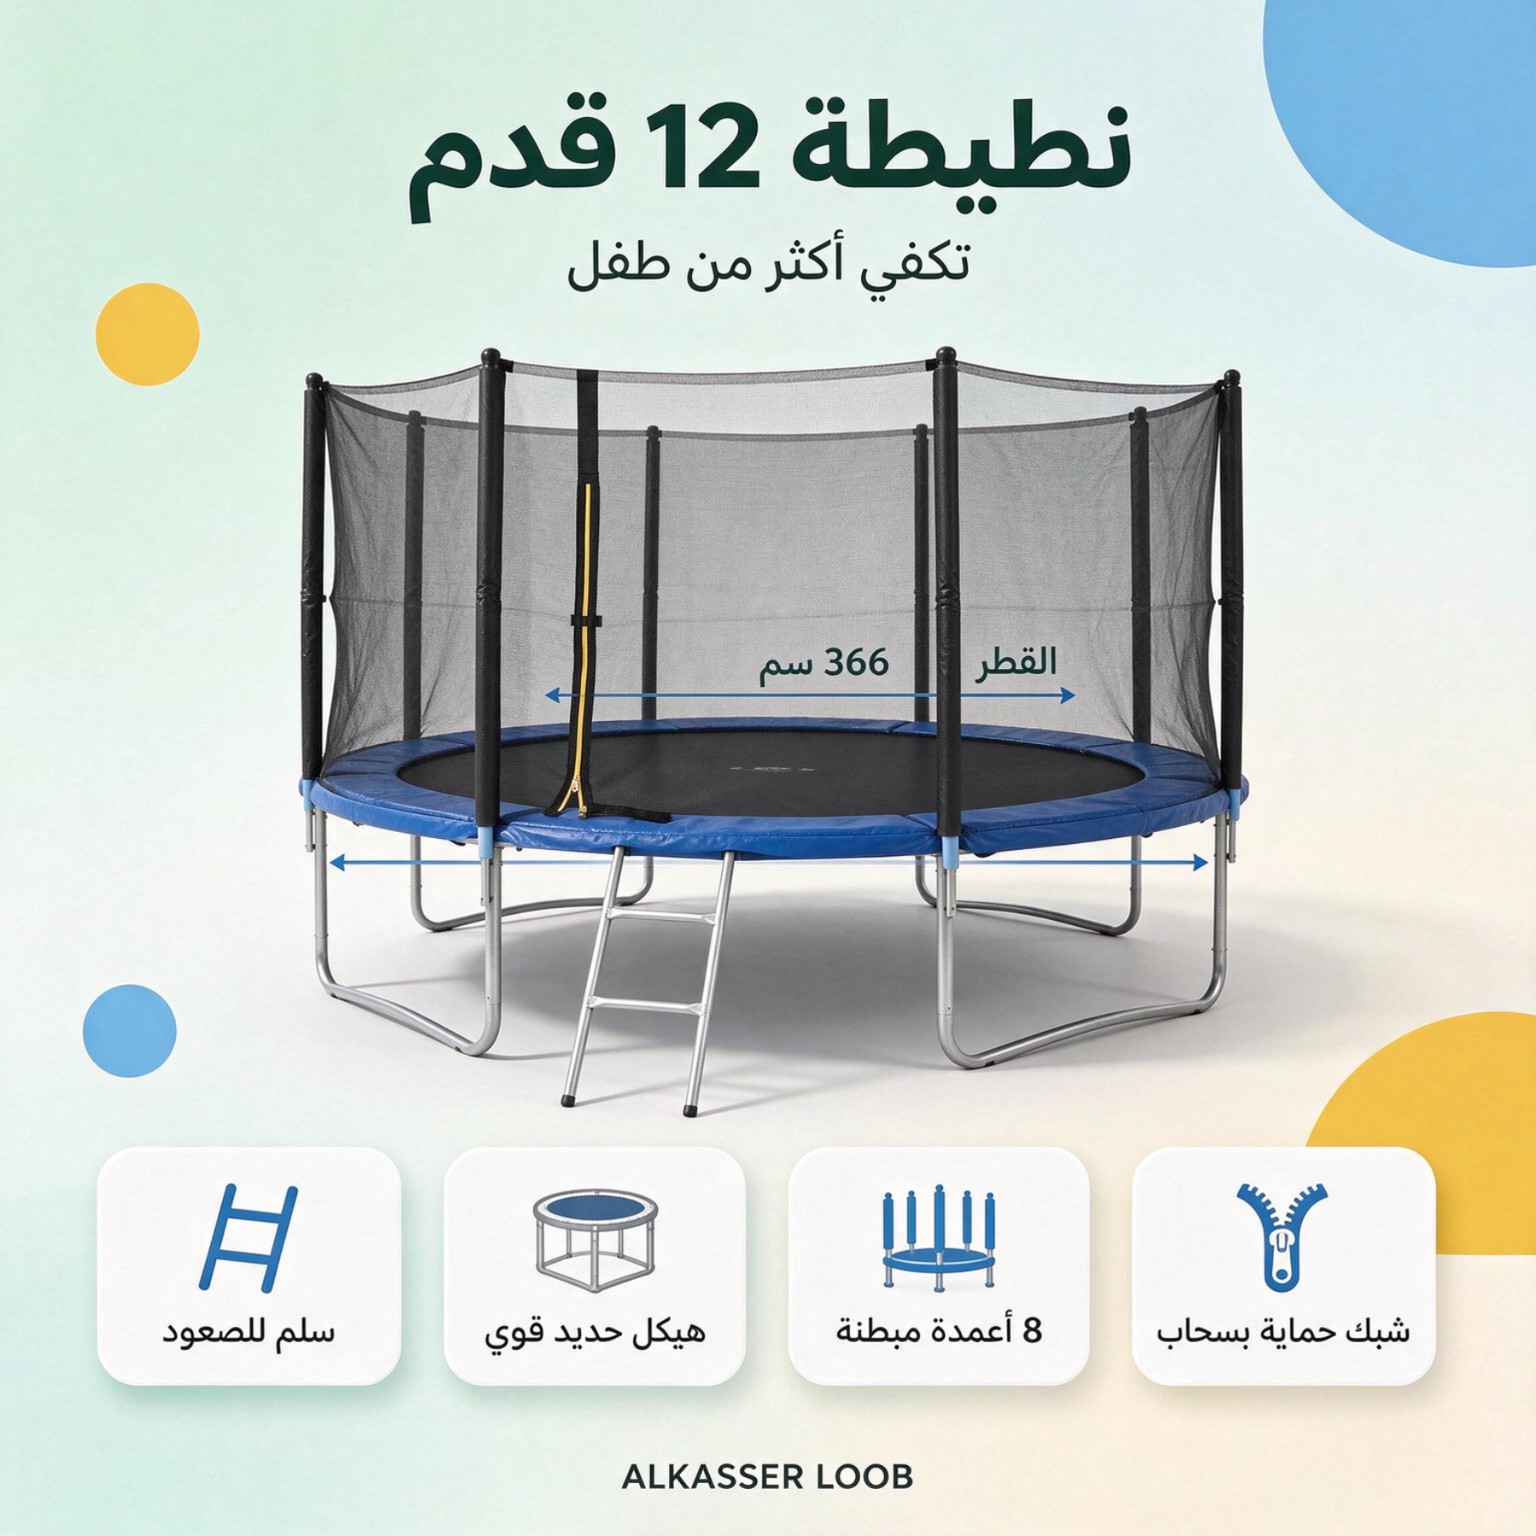 نطيطة 12 قدم
تكفي أكثر من طفل
القطر 366 سم
شبك حماية بسحاب
8 أعمدة مبطنة
هيكل حديد قوي
سلم للصعود
ALKASSER LOOB